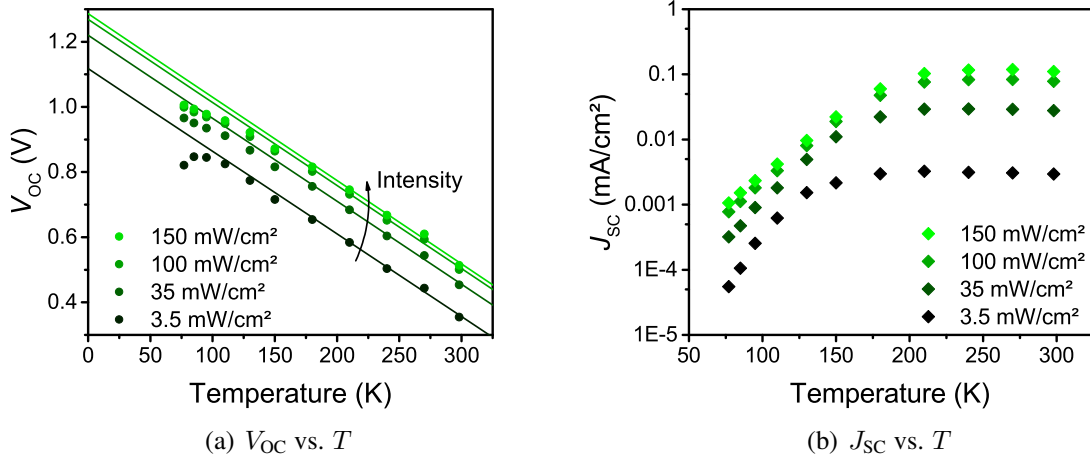 1.2
1.0
0.8
0.6
0.4
V_OC (V)
Intensity
150 mW/cm²
100 mW/cm²
35 mW/cm²
3.5 mW/cm²
0 50 100 150 200 250 300
Temperature (K)
(a) V_OC vs. T
1
0.1
0.01
0.001
1E-4
1E-5
J_SC (mA/cm²)
150 mW/cm²
100 mW/cm²
35 mW/cm²
3.5 mW/cm²
50 100 150 200 250 300
Temperature (K)
(b) J_SC vs. T